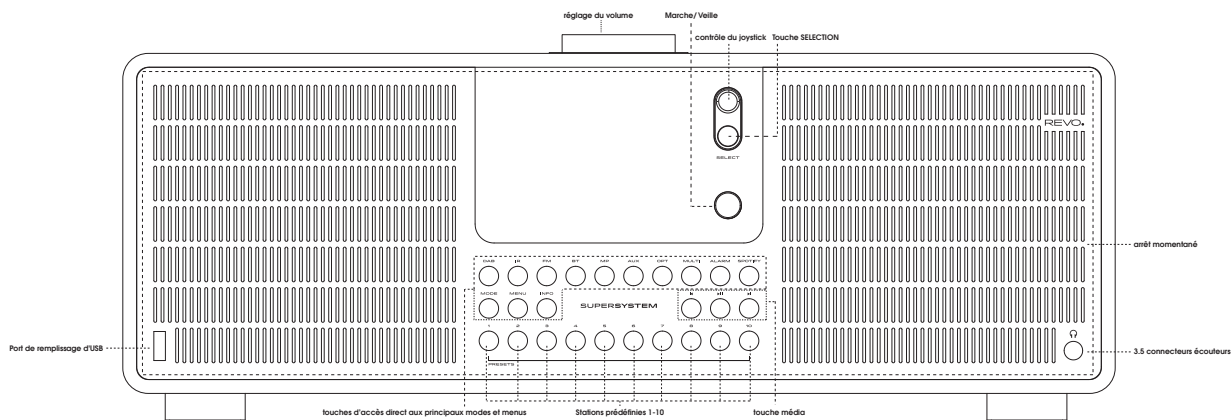 réglage du volume
Marche/ Veille
contrôle du joystick
Touche SELECTION
REVO.
SELECT
arrêt momentané
DAB IR FM BT MP AUX OPT MULTI ALARM SPOTIFY
MODE MENU INFO
SUPERSYSTEM
1 2 3 4 5 6 7 8 9 10
Port de remplissage d'USB
3.5 connecteurs écouteurs
PRESETS
touches d'accès direct aux principaux modes et menus
Stations prédéfinies 1-10
touche média